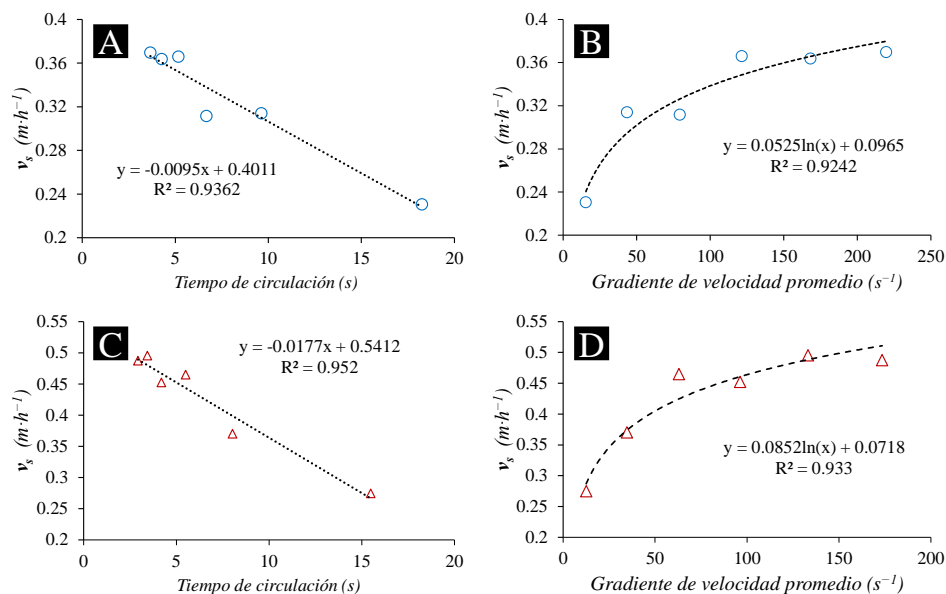 A
0.4
0.36
0.32
0.28
0.24
0.2
vs (m·h⁻¹)
y = -0.0095x + 0.4011
R² = 0.9362
0 5 10 15 20
Tiempo de circulación (s)
B
0.4
0.36
0.32
0.28
0.24
0.2
vs (m·h⁻¹)
y = 0.0525ln(x) + 0.0965
R² = 0.9242
0 50 100 150 200 250
Gradiente de velocidad promedio (s⁻¹)
C
0.55
0.5
0.45
0.4
0.35
0.3
0.25
0.2
vs (m·h⁻¹)
y = -0.0177x + 0.5412
R² = 0.952
0 5 10 15 20
Tiempo de circulación (s)
D
0.55
0.5
0.45
0.4
0.35
0.3
0.25
0.2
vs (m·h⁻¹)
y = 0.0852ln(x) + 0.0718
R² = 0.933
0 50 100 150 200
Gradiente de velocidad promedio (s⁻¹)